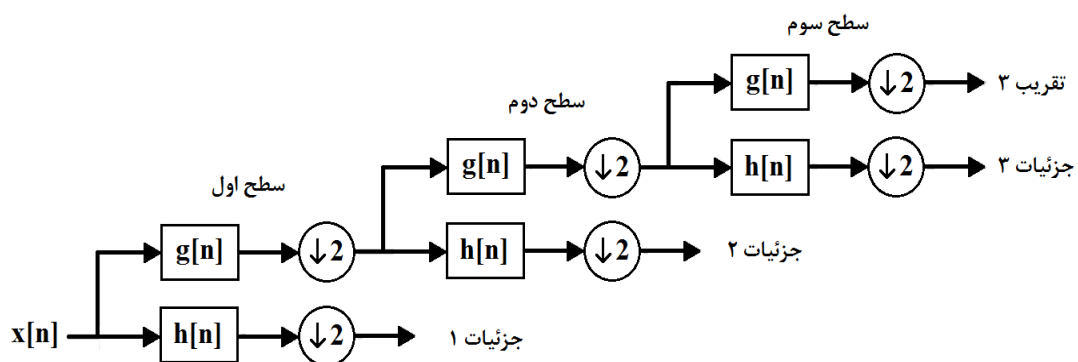 سطح سوم
g[n] ↓2 تقریب ۳
سطح دوم
g[n] ↓2 h[n] ↓2 جزئیات ۳
سطح اول
g[n] ↓2 h[n] ↓2 جزئیات ۲
x[n] h[n] ↓2 جزئیات ۱